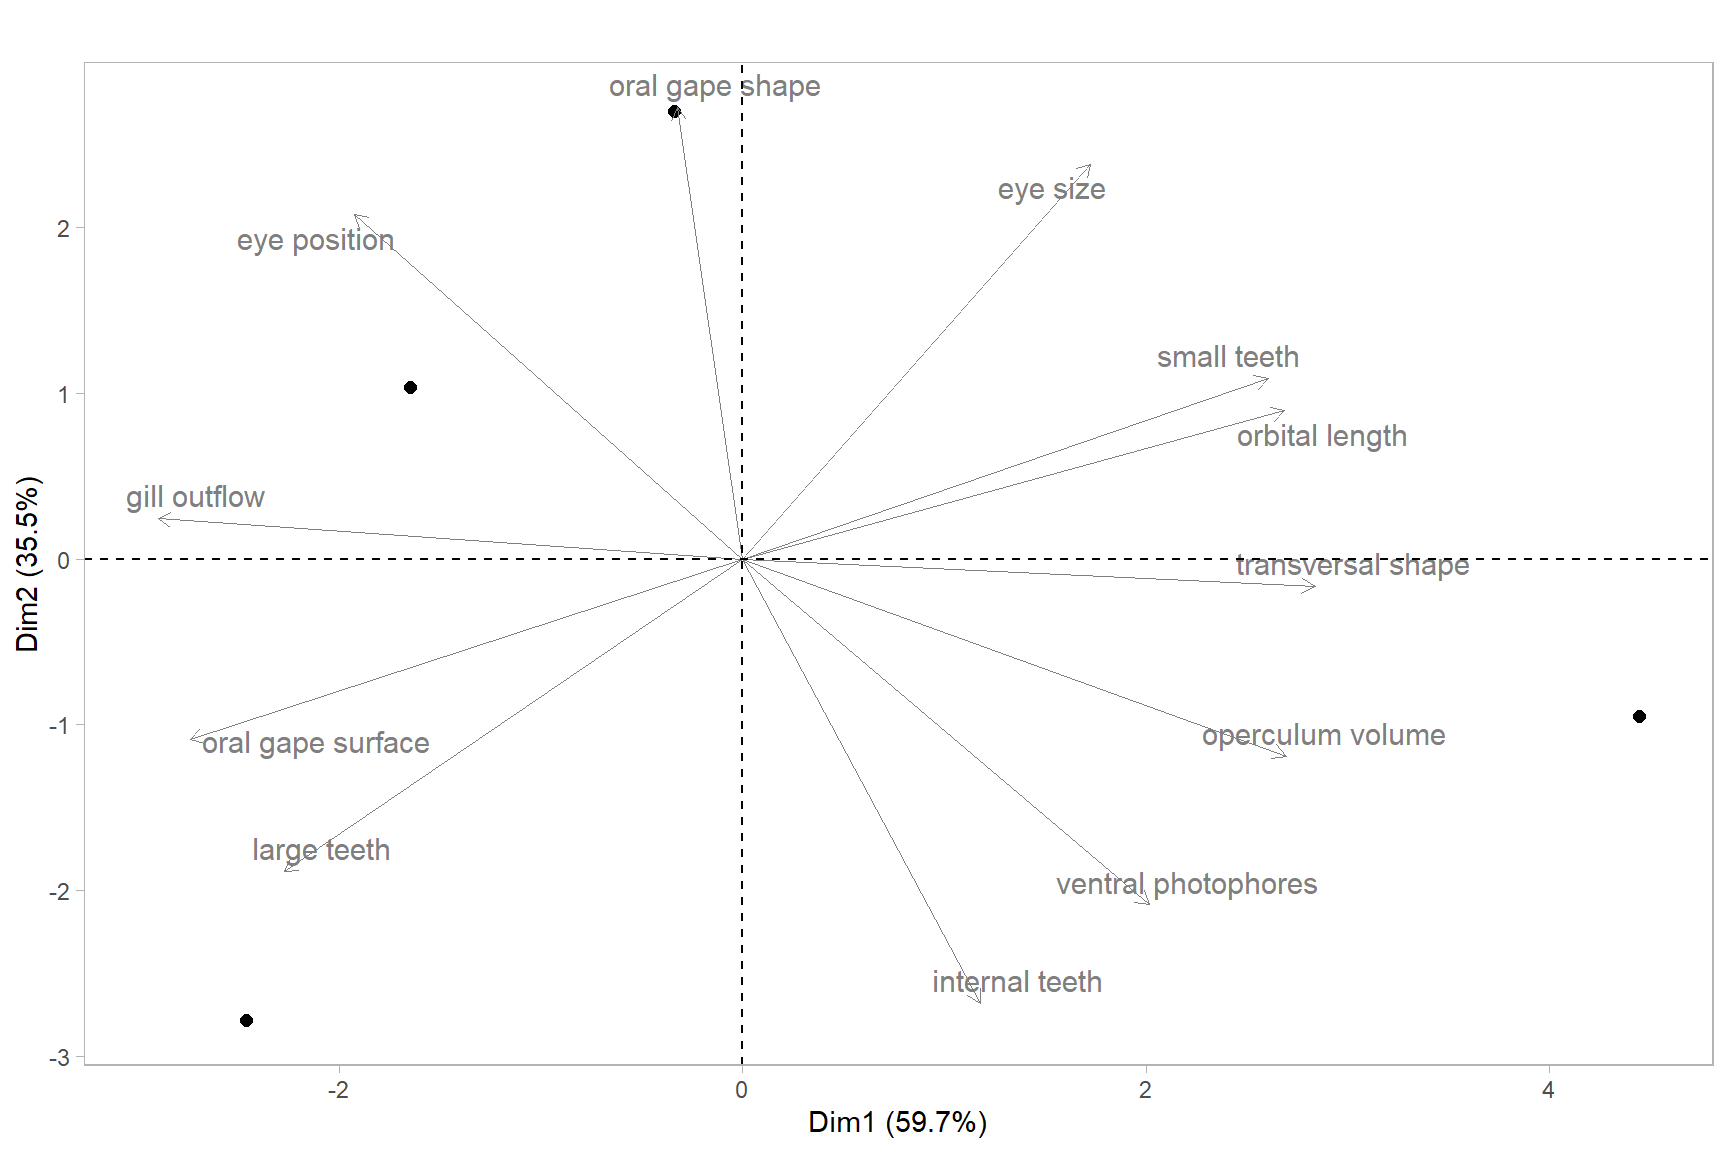 oral gape shape
eye size
eye position
small teeth
orbital length
gill outflow
transversal shape
operculum volume
oral gape surface
large teeth
ventral photophores
internal teeth
2
1
0
-1
-2
-3
Dim2 (35.5%)
-2
0
2
4
Dim1 (59.7%)